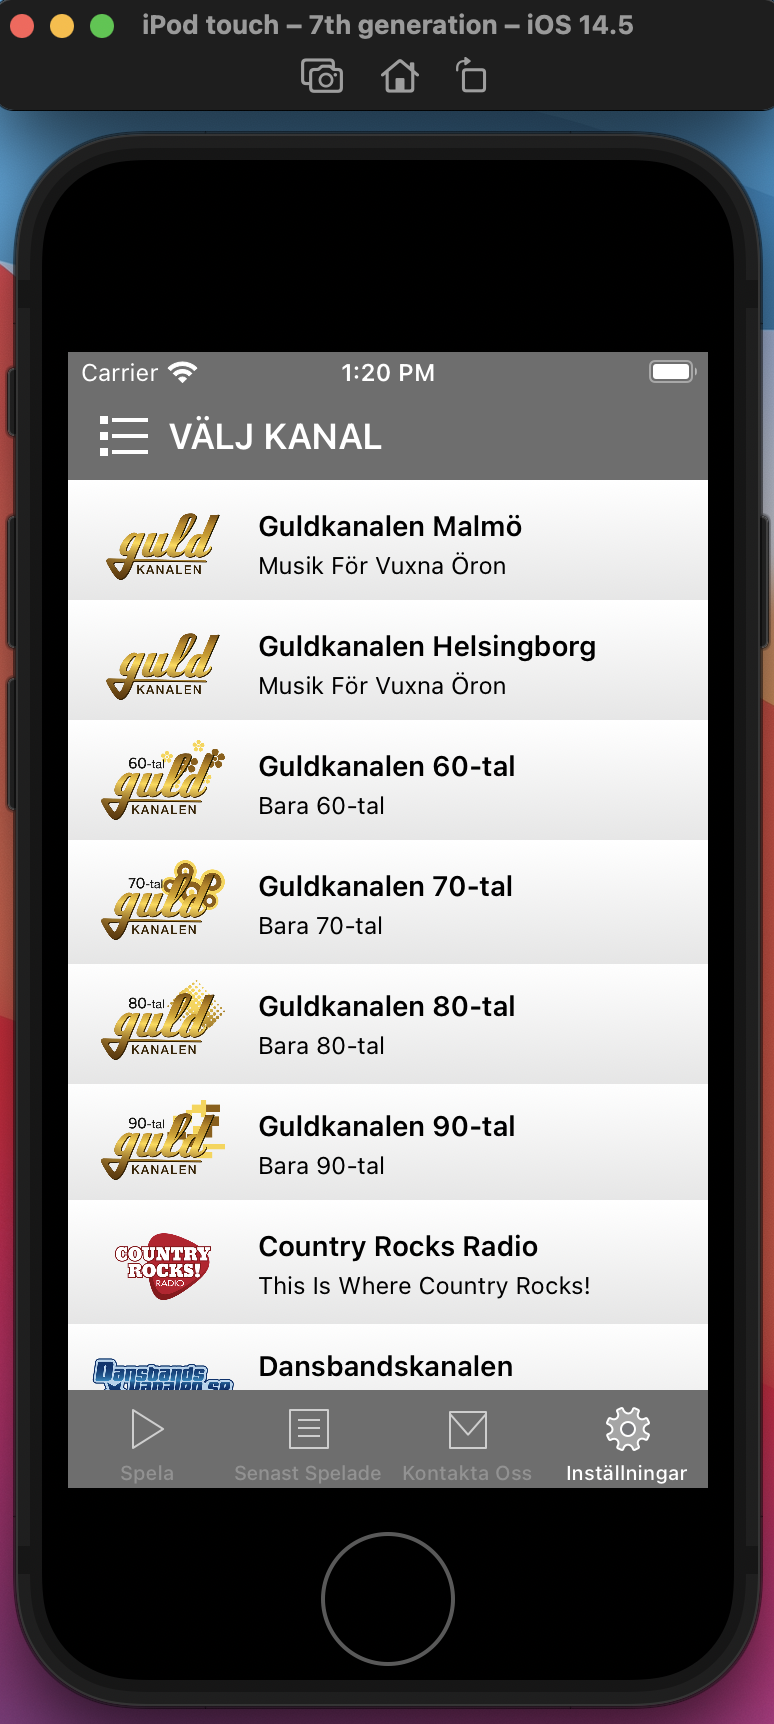 iPod touch – 7th generation – iOS 14.5
Carrier 1:20 PM
VÄLJ KANAL
guld
KANALEN
Guldkanalen Malmö
Musik För Vuxna Öron
guld
KANALEN
Guldkanalen Helsingborg
Musik För Vuxna Öron
60-tal
guld
KANALEN
Guldkanalen 60-tal
Bara 60-tal
70-tal
guld
KANALEN
Guldkanalen 70-tal
Bara 70-tal
80-tal
guld
KANALEN
Guldkanalen 80-tal
Bara 80-tal
90-tal
guld
KANALEN
Guldkanalen 90-tal
Bara 90-tal
COUNTRY
ROCKS!
RADIO
Country Rocks Radio
This Is Where Country Rocks!
Dansbands
kanalen.se
Dansbandskanalen
Spela Senast Spelade Kontakta Oss Inställningar